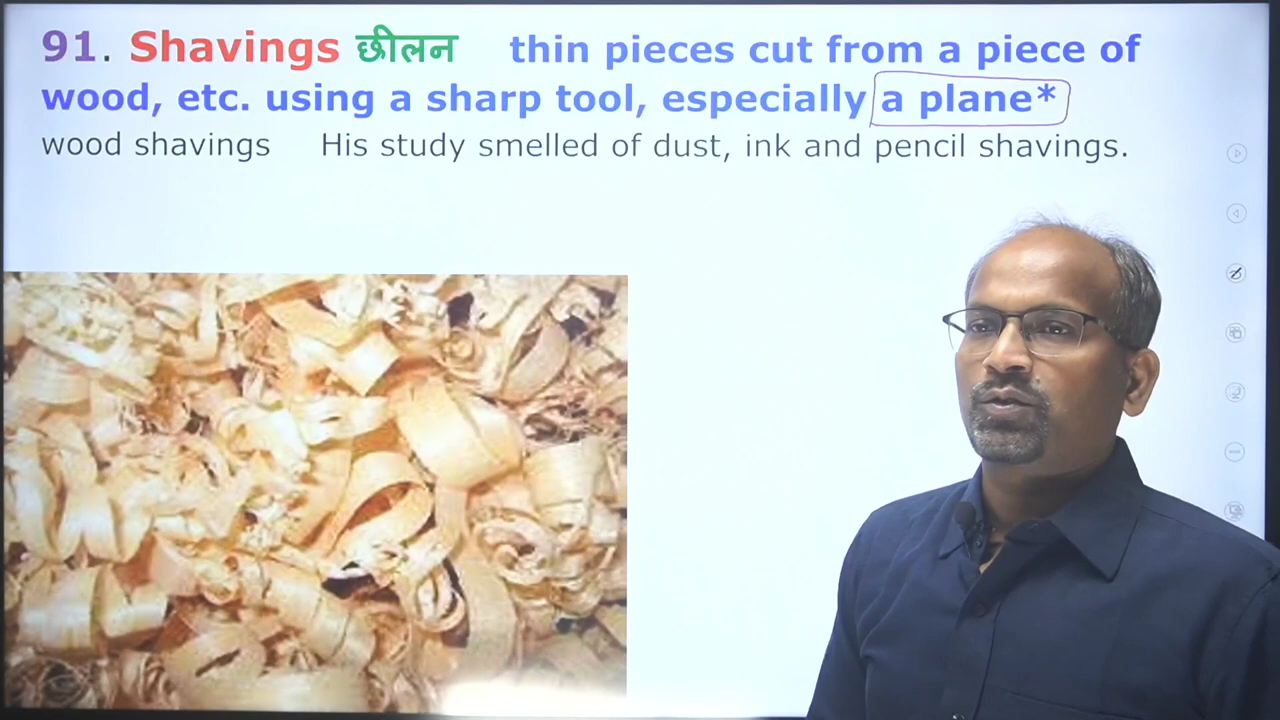 91. Shavings छीलन thin pieces cut from a piece of
wood, etc. using a sharp tool, especially a plane*
wood shavings His study smelled of dust, ink and pencil shavings.